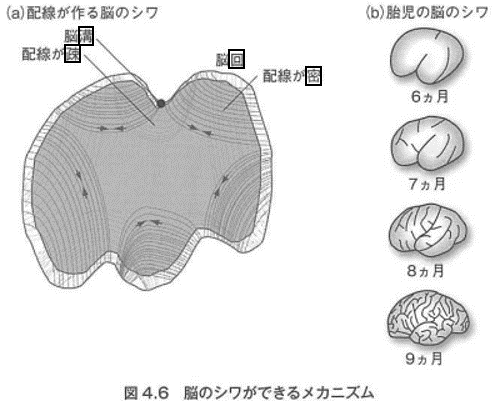 (a)配線が作る脳のシワ
脳溝
配線が疎
脳回
配線が密
(b)胎児の脳のシワ
6ヵ月
7ヵ月
8ヵ月
9ヵ月
図4.6 脳のシワができるメカニズム